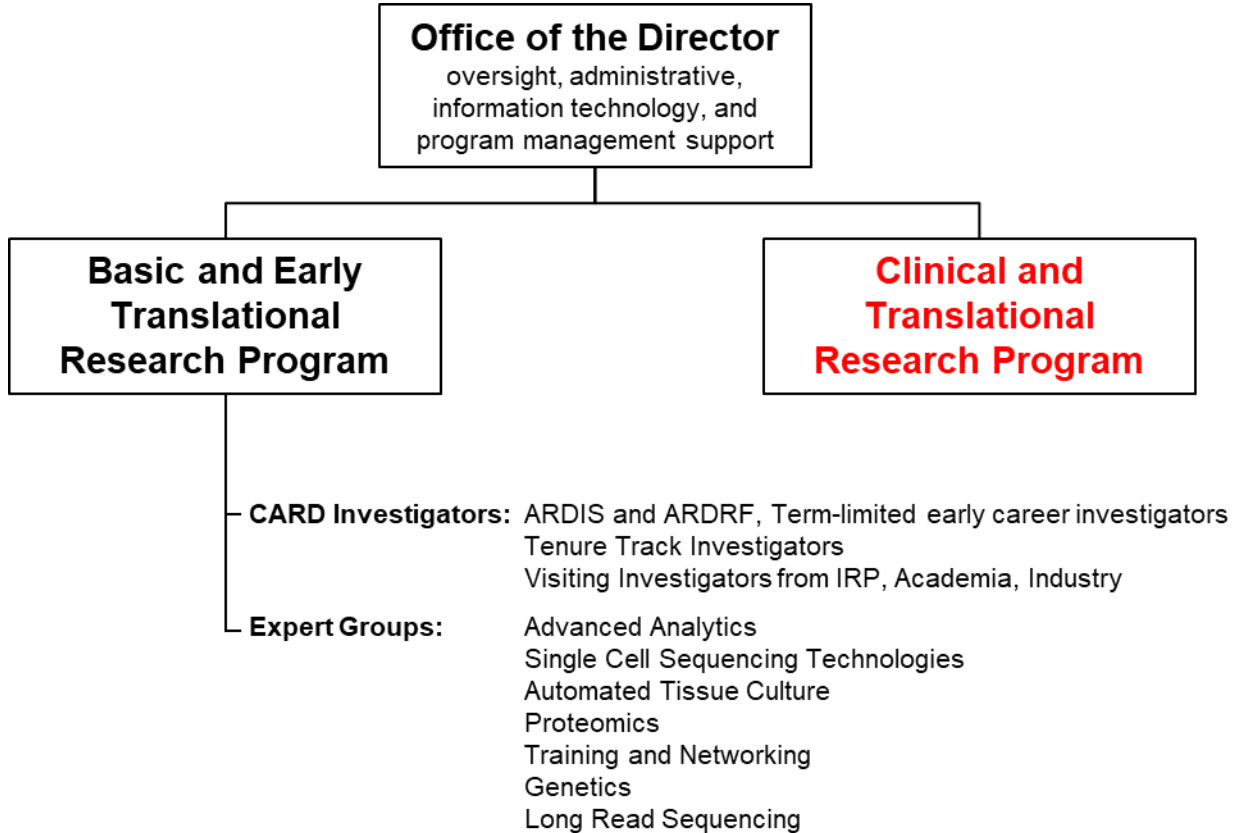 Office of the Director
oversight, administrative,
information technology, and
program management support
Basic and Early
Translational
Research Program
Clinical and
Translational
Research Program
CARD Investigators: ARDIS and ARDRF, Term-limited early career investigators
Tenure Track Investigators
Visiting Investigators from IRP, Academia, Industry
Expert Groups: Advanced Analytics
Single Cell Sequencing Technologies
Automated Tissue Culture
Proteomics
Training and Networking
Genetics
Long Read Sequencing